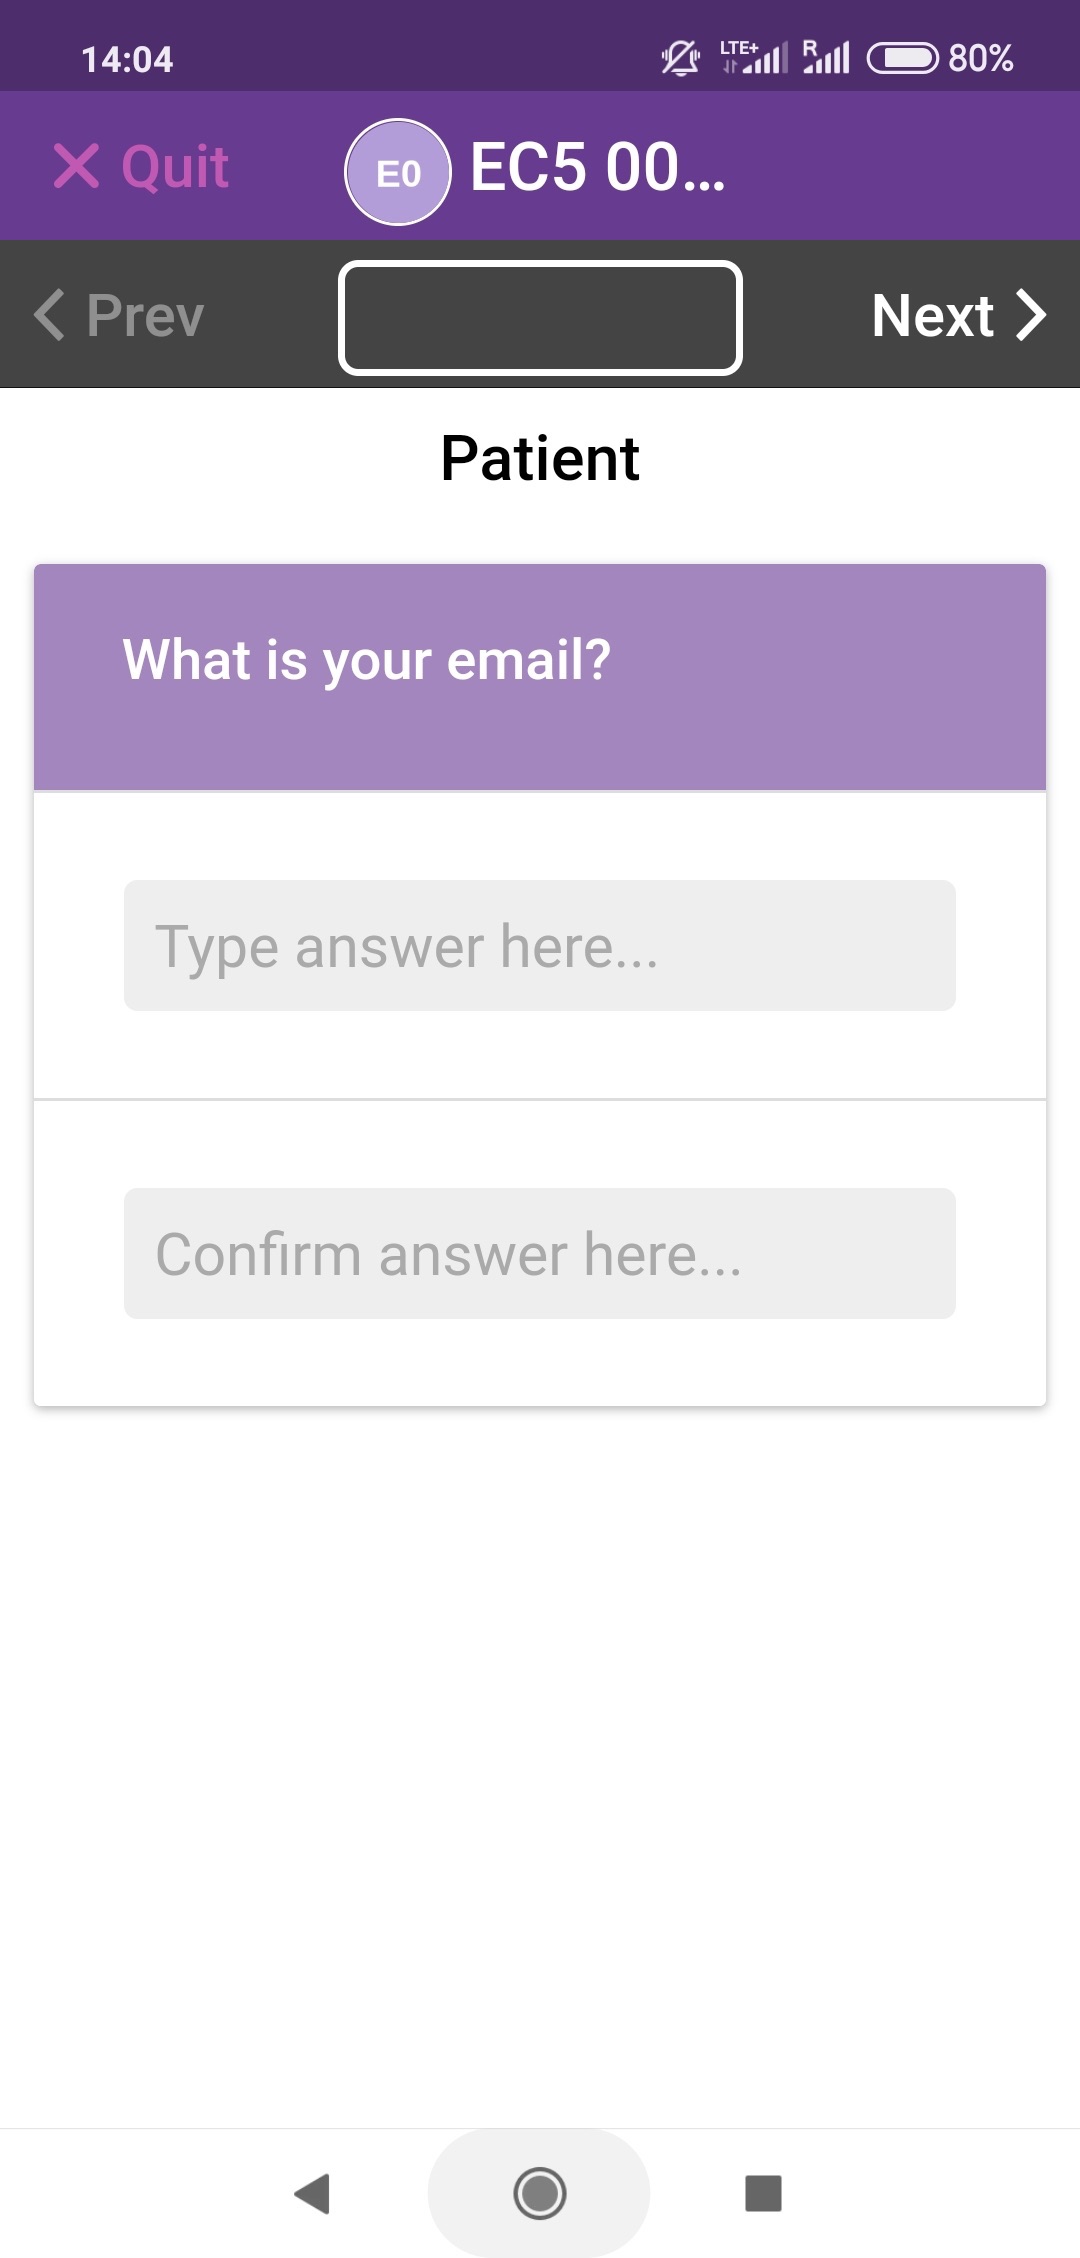 14:04 LTE+ R 80%
Quit E0 EC5 00...
Prev Next
Patient
What is your email?
Type answer here...
Confirm answer here...